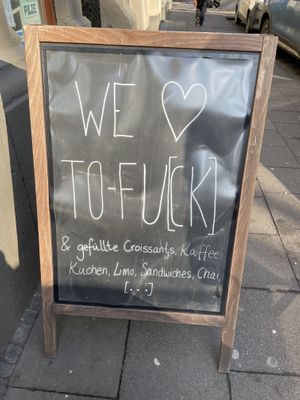 WE ♡
TO-FU[CK]
& gefüllte Croissants, Kaffee
Kuchen, Limo, Sandwiches, Chai
[...]